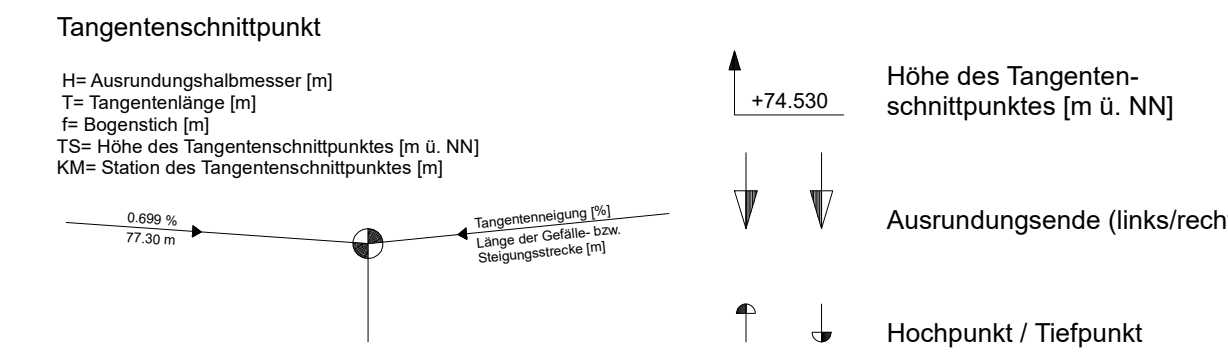 Tangentenschnittpunkt
H= Ausrundungshalbmesser [m]
T= Tangentenlänge [m]
f= Bogenstich [m]
TS= Höhe des Tangentenschnittpunktes [m ü. NN]
KM= Station des Tangentenschnittpunktes [m]
0.699 %
77.30 m
Tangentenneigung [%]
Länge der Gefälle- bzw.
Steigungsstrecke [m]
+74.530
Höhe des Tangenten-
schnittpunktes [m ü. NN]
Ausrundungsende (links/rech
Hochpunkt / Tiefpunkt